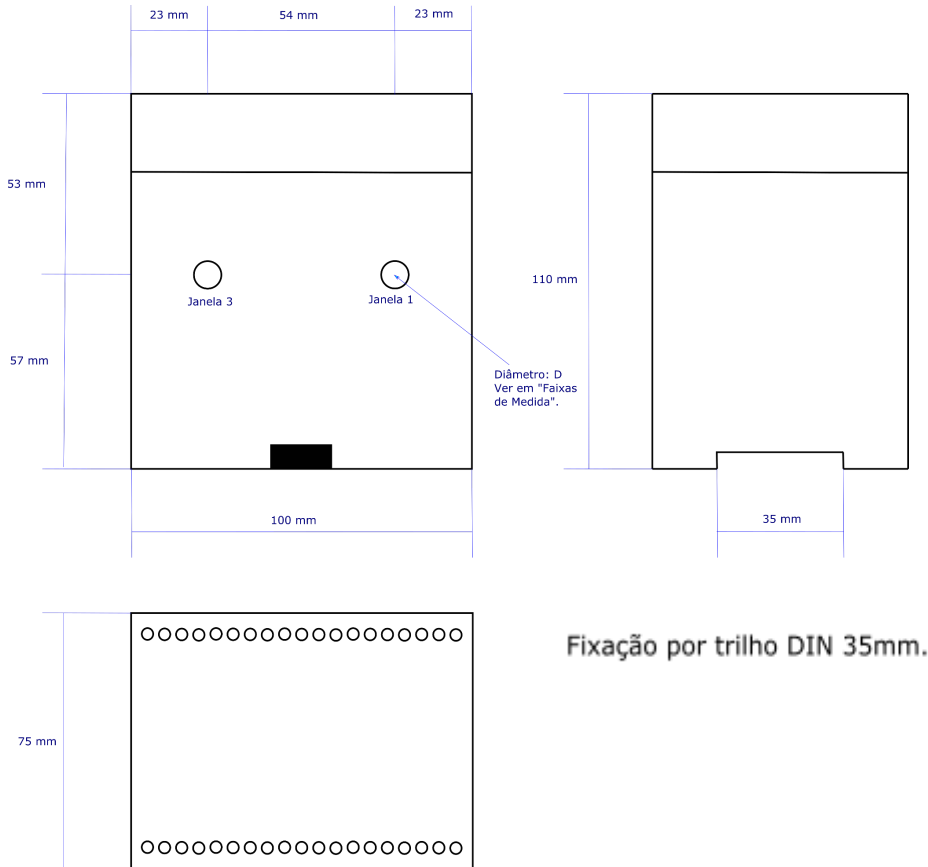 23 mm
54 mm
23 mm
53 mm
110 mm
Janela 3
Janela 1
57 mm
Diâmetro: D
Ver em "Faixas
de Medida".
100 mm
35 mm
Fixação por trilho DIN 35mm.
75 mm